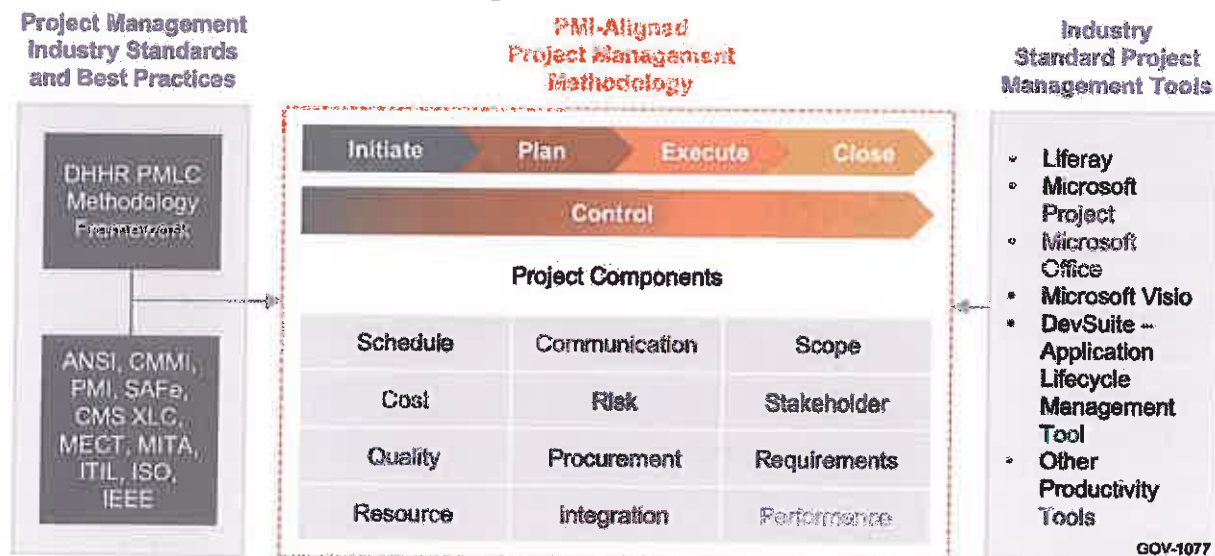 Project Management
Industry Standards
and Best Practices
DHHR PMLC
Methodology
Framework
ANSI, CMMI,
PMI, SAFe,
CMS XLC,
MECT, MITA,
ITIL, ISO,
IEEE
PMI-Aligned
Project Management
Methodology
Initiate Plan Execute Close
Control
Project Components
Schedule Communication Scope
Cost Risk Stakeholder
Quality Procurement Requirements
Resource Integration Performance
Industry
Standard Project
Management Tools
• Liferay
• Microsoft
Project
• Microsoft
Office
• Microsoft Visio
• DevSuite –
Application
Lifecycle
Management
Tool
• Other
Productivity
Tools
GOV-1077